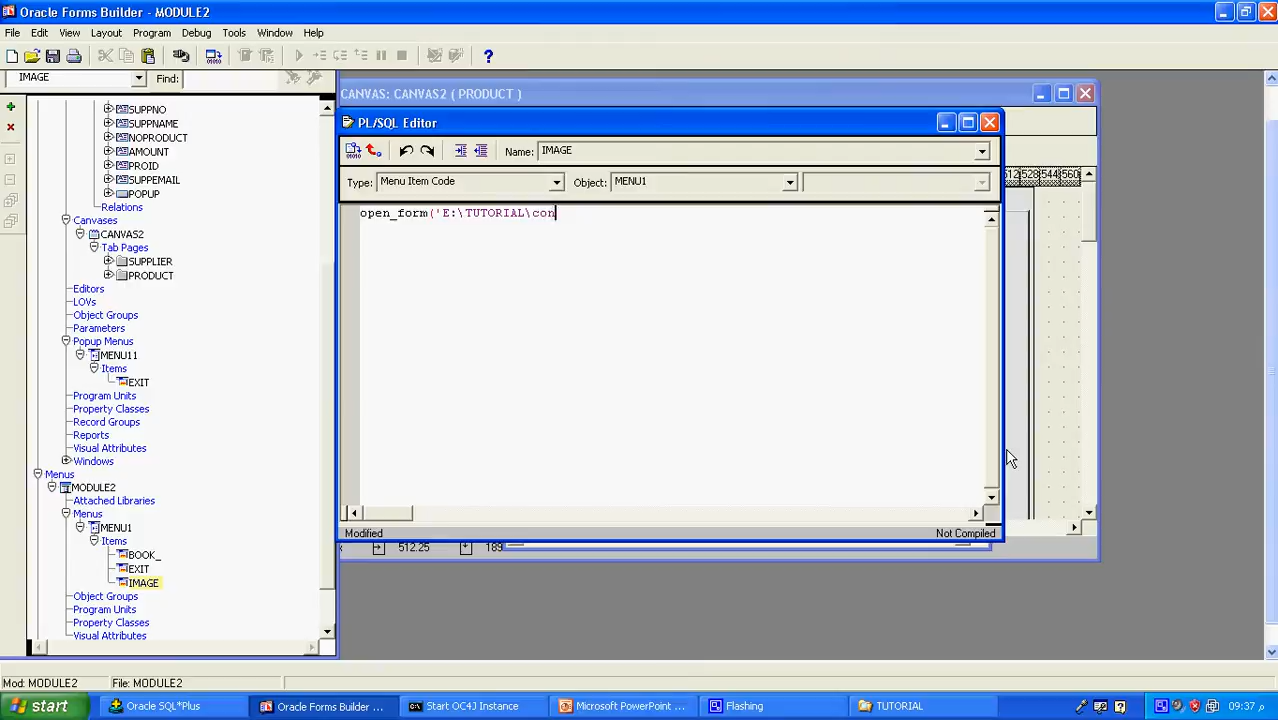 Oracle Forms Builder - MODULE2
File Edit View Layout Program Debug Tools Window Help
IMAGE Find:
SUPPNO
SUPPNAME
NOPRODUCT
AMOUNT
PROID
SUPPEMAIL
POPUP
Relations
Canvases
CANVAS2
Tab Pages
SUPPLIER
PRODUCT
Editors
LOVs
Object Groups
Parameters
Popup Menus
MENU11
Items
EXIT
Program Units
Property Classes
Record Groups
Reports
Visual Attributes
Windows
Menus
MODULE2
Attached Libraries
Menus
MENU1
Items
BOOK_
EXIT
IMAGE
Object Groups
Program Units
Property Classes
Visual Attributes
CANVAS: CANVAS2 ( PRODUCT )
512 528 544 560
PL/SQL Editor
Name: IMAGE
Type: Menu Item Code Object: MENU1
open_form('E:\TUTORIAL\con
Modified Not Compiled
x 512.25 189
Mod: MODULE2 File: MODULE2
start Oracle SQL*Plus Oracle Forms Builder ... Start OC4J Instance Microsoft PowerPoint ... Flashing TUTORIAL 09:37 م